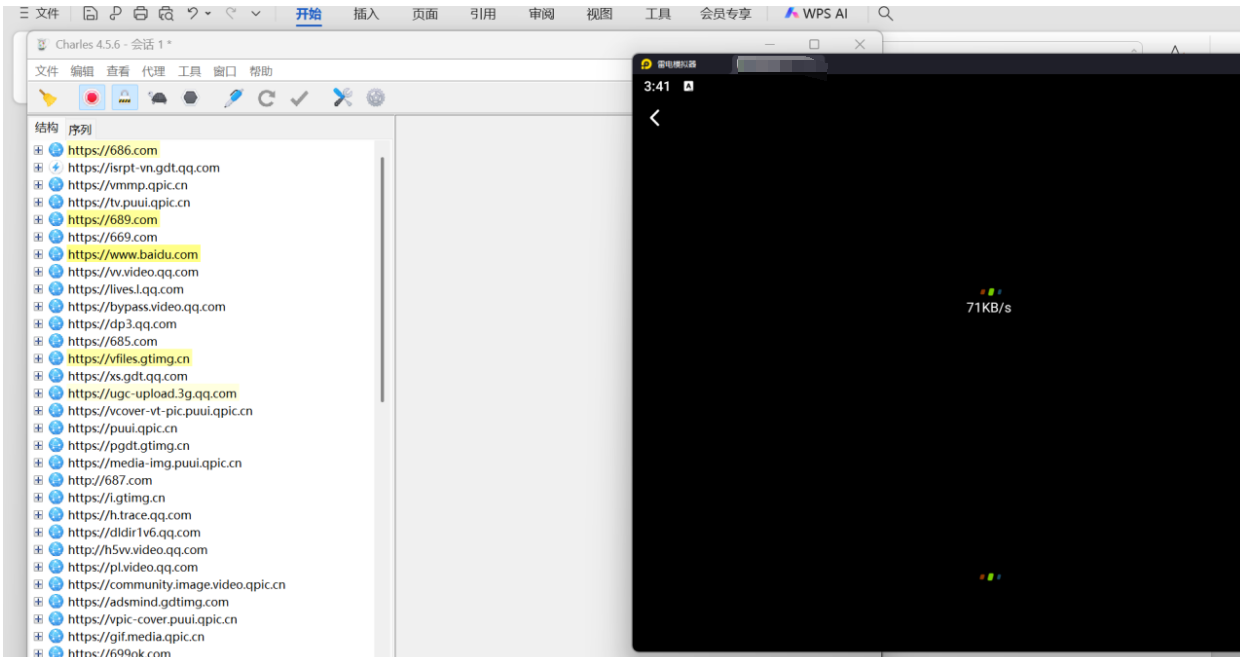 三 文件 开始 插入 页面 引用 审阅 视图 工具 会员专享 WPS AI
Charles 4.5.6 - 会话 1 *
文件 编辑 查看 代理 工具 窗口 帮助
结构 序列
https://686.com
https://isrpt-vn.gdt.qq.com
https://vmmp.qpic.cn
https://tv.puui.qpic.cn
https://689.com
https://669.com
https://www.baidu.com
https://vv.video.qq.com
https://lives.l.qq.com
https://bypass.video.qq.com
https://dp3.qq.com
https://685.com
https://vfiles.gtimg.cn
https://xs.gdt.qq.com
https://ugc-upload.3g.qq.com
https://vcover-vt-pic.puui.qpic.cn
https://puui.qpic.cn
https://pgdt.gtimg.cn
https://media-img.puui.qpic.cn
http://687.com
https://i.gtimg.cn
https://h.trace.qq.com
https://dldir1v6.qq.com
http://h5vv.video.qq.com
https://pl.video.qq.com
https://community.image.video.qpic.cn
https://adsmind.gdtimg.com
https://vpic-cover.puui.qpic.cn
https://gif.media.qpic.cn
https://699ok.com
雷电模拟器
3:41 A
71KB/s